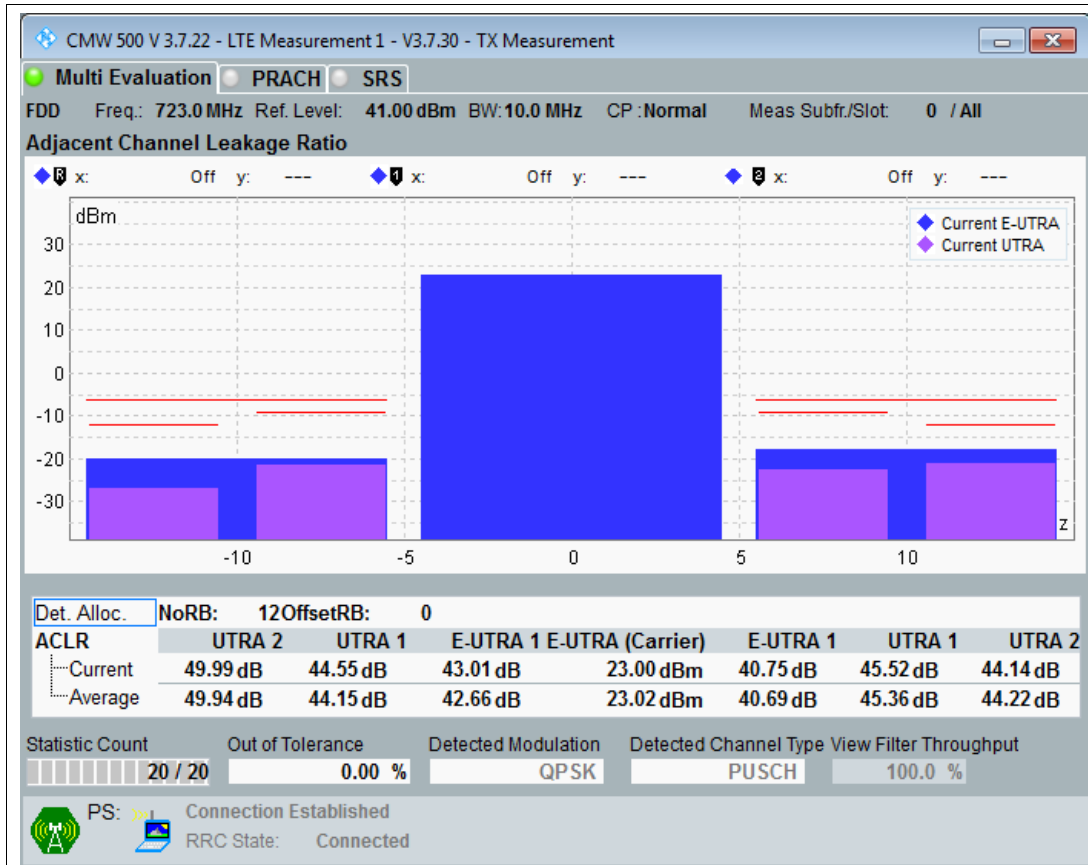 CMW 500 V 3.7.22 - LTE Measurement 1 - V3.7.30 - TX Measurement
Multi Evaluation PRACH SRS
FDD Freq.: 723.0 MHz Ref. Level: 41.00 dBm BW: 10.0 MHz CP : Normal Meas Subfr./Slot: 0 / All
Adjacent Channel Leakage Ratio
R x: Off y: --- 1 x: Off y: --- 2 x: Off y: ---
dBm
Current E-UTRA
Current UTRA
30
20
10
0
-10
-20
-30
z
-10 -5 0 5 10
Det. Alloc. NoRB: 12 OffsetRB: 0
ACLR UTRA 2 UTRA 1 E-UTRA 1 E-UTRA (Carrier) E-UTRA 1 UTRA 1 UTRA 2
Current 49.99 dB 44.55 dB 43.01 dB 23.00 dBm 40.75 dB 45.52 dB 44.14 dB
Average 49.94 dB 44.15 dB 42.66 dB 23.02 dBm 40.69 dB 45.36 dB 44.22 dB
Statistic Count Out of Tolerance Detected Modulation Detected Channel Type View Filter Throughput
20 / 20 0.00 % QPSK PUSCH 100.0 %
PS: Connection Established
RRC State: Connected